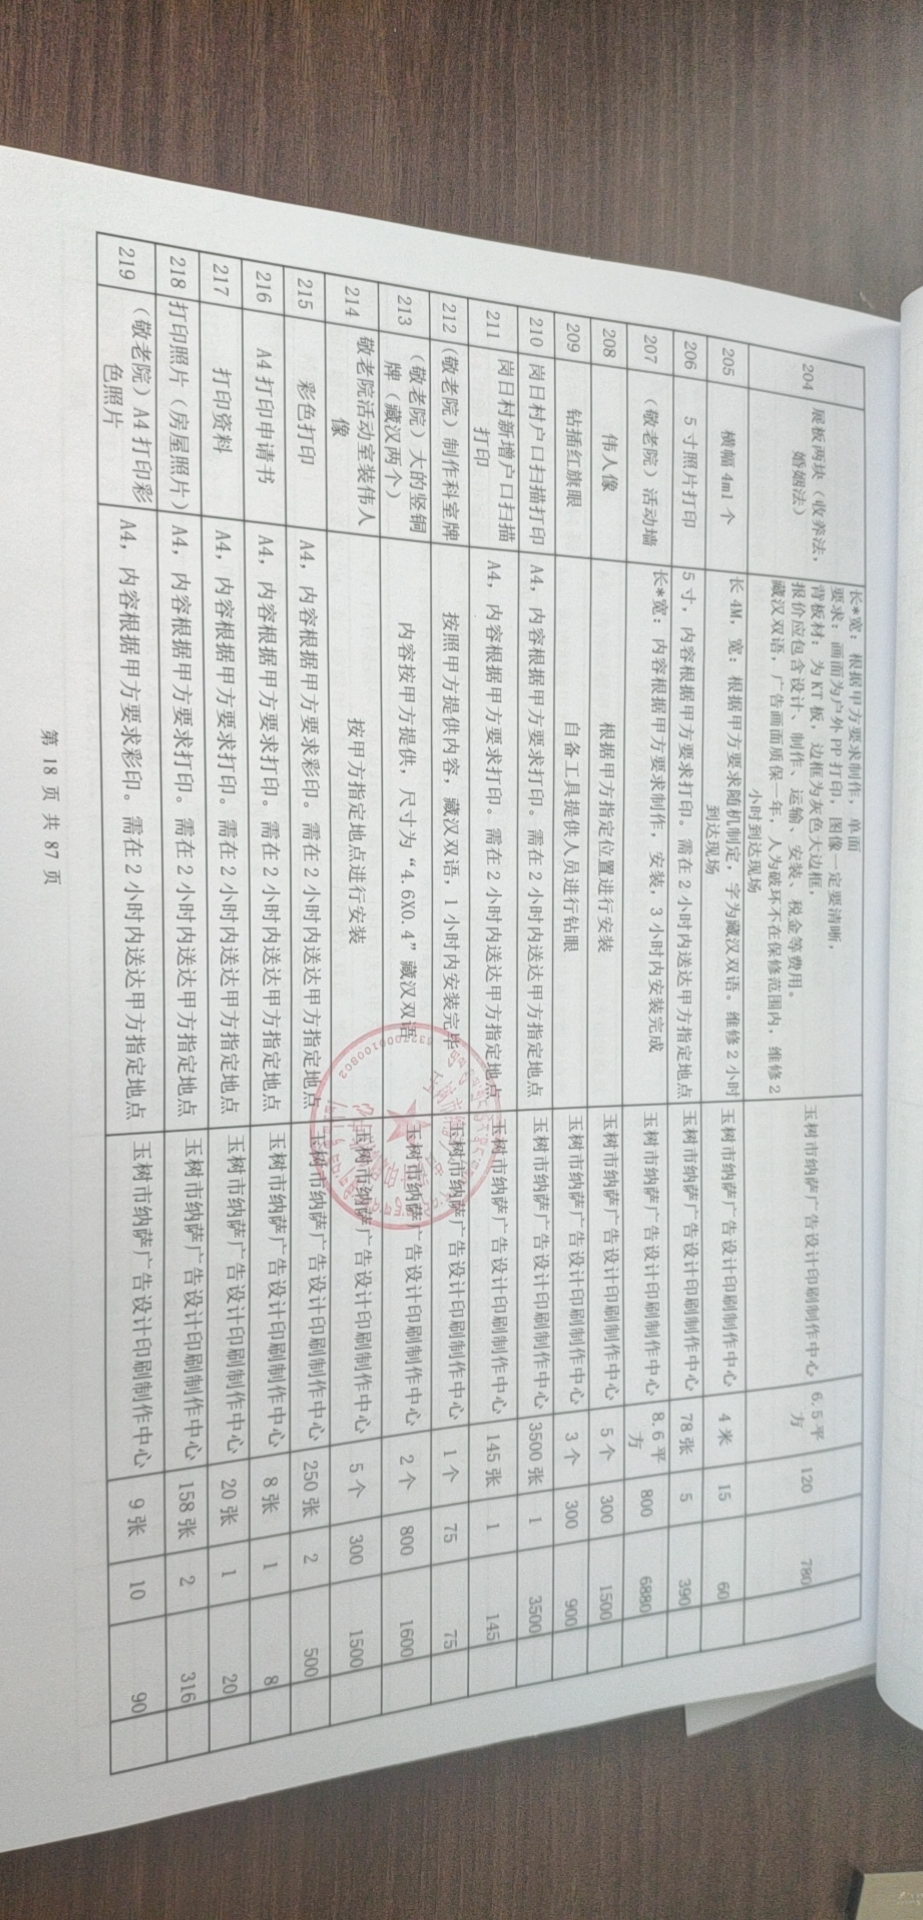 204 展板两块（收养法， 长*宽：根据甲方要求制作，单面 玉树市纳萨广告设计印刷制作中心 6.5平 120 780
婚姻法） 要求：画面为户外PP打印，图像一定要清晰， 方
背板材：为KT板，边框为灰色大边框，
报价应包含设计、制作、运输、安装、税金等费用。
藏汉双语，广告画面质保一年，人为破坏不在保修范围内，维修2
小时到达现场
205 横幅4m1个 长4M，宽：根据甲方要求随机制定，字为藏汉双语。维修2小时 玉树市纳萨广告设计印刷制作中心 4米 15 60
到达现场
206 5寸照片打印 5寸，内容根据甲方要求打印。需在2小时内送达甲方指定地点 玉树市纳萨广告设计印刷制作中心 78张 5 390
207 （敬老院）活动墙 长*宽：内容根据甲方要求制作，安装，3小时内安装完成 玉树市纳萨广告设计印刷制作中心 8.6平 800 6880
方
208 伟人像 根据甲方指定位置进行安装 玉树市纳萨广告设计印刷制作中心 5个 300 1500
209 钻插红旗眼 自备工具提供人员进行钻眼 玉树市纳萨广告设计印刷制作中心 3个 300 900
210 岗日村户口扫描打印 A4，内容根据甲方要求打印。需在2小时内送达甲方指定地点 玉树市纳萨广告设计印刷制作中心 3500张 1 3500
211 岗日村新增户口扫描 A4，内容根据甲方要求打印。需在2小时内送达甲方指定地点 玉树市纳萨广告设计印刷制作中心 145张 1 145
打印
212 （敬老院）制作科室牌 按照甲方提供内容，藏汉双语，1小时内安装完毕 玉树市纳萨广告设计印刷制作中心 1个 75 75
213 （敬老院）大的竖铜 内容按甲方提供，尺寸为“4.6X0.4”藏汉双语 玉树市纳萨广告设计印刷制作中心 2个 800 1600
牌（藏汉两个）
214 敬老院活动室装伟人 按甲方指定地点进行安装 玉树市纳萨广告设计印刷制作中心 5个 300 1500
像
215 彩色打印 A4，内容根据甲方要求彩印。需在2小时内送达甲方指定地点 玉树市纳萨广告设计印刷制作中心 250张 2 500
216 A4打印申请书 A4，内容根据甲方要求打印。需在2小时内送达甲方指定地点 玉树市纳萨广告设计印刷制作中心 8张 1 8
217 打印资料 A4，内容根据甲方要求打印。需在2小时内送达甲方指定地点 玉树市纳萨广告设计印刷制作中心 20张 1 20
218 打印照片（房屋照片） A4，内容根据甲方要求打印。需在2小时内送达甲方指定地点 玉树市纳萨广告设计印刷制作中心 158张 2 316
219 （敬老院）A4打印彩 A4，内容根据甲方要求彩印。需在2小时内送达甲方指定地点 玉树市纳萨广告设计印刷制作中心 9张 10 90
色照片
第 18 页 共 87 页